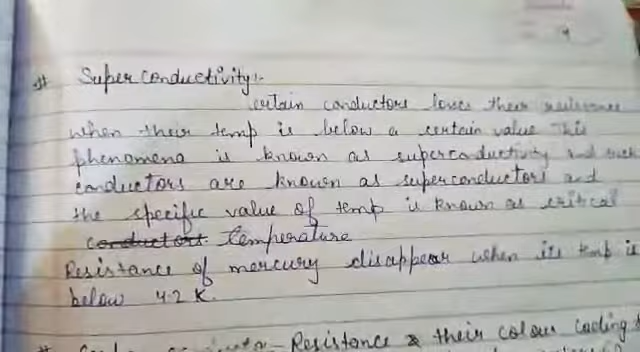 Superconductivity:-
certain conductors loses their resistance
when their temp is below a certain value This
phenomena is known as superconductivity and such
conductors are known as superconductors and
the specific value of temp is known as critical
conductors. Temperature
Resistance of mercury disappear when its temp is
below 4.2 K.
Resistance & their colour coding